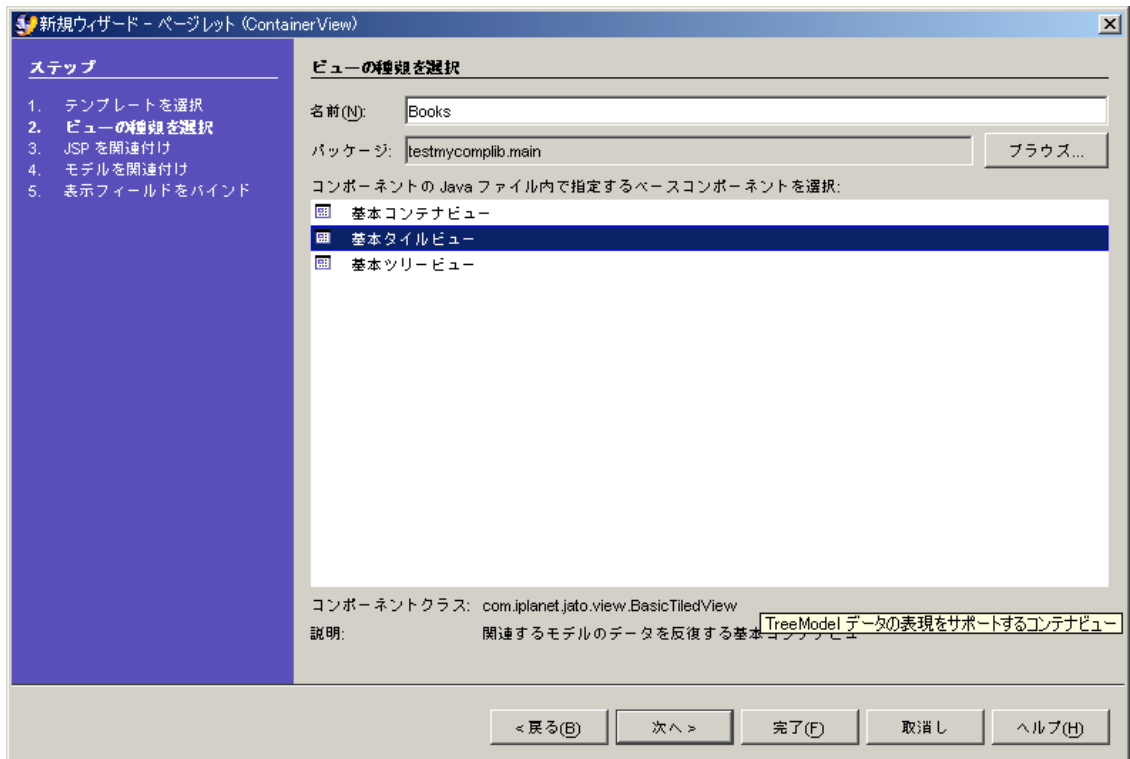 新規ウィザード - ページレット (ContainerView)
ステップ
1. テンプレートを選択
2. ビューの種類を選択
3. JSP を関連付け
4. モデルを関連付け
5. 表示フィールドをバインド
ビューの種類を選択
名前(N): Books
パッケージ: testmycomplib.main ブラウズ...
コンポーネントの Java ファイル内で指定するベースコンポーネントを選択:
基本コンテナビュー
基本タイルビュー
基本ツリービュー
コンポーネントクラス: com.iplanet.jato.view.BasicTiledView
TreeModel データの表現をサポートするコンテナビュー
説明: 関連するモデルのデータを反復する基本コンテナビュー
< 戻る(B) 次へ > 完了(F) 取消し ヘルプ(H)